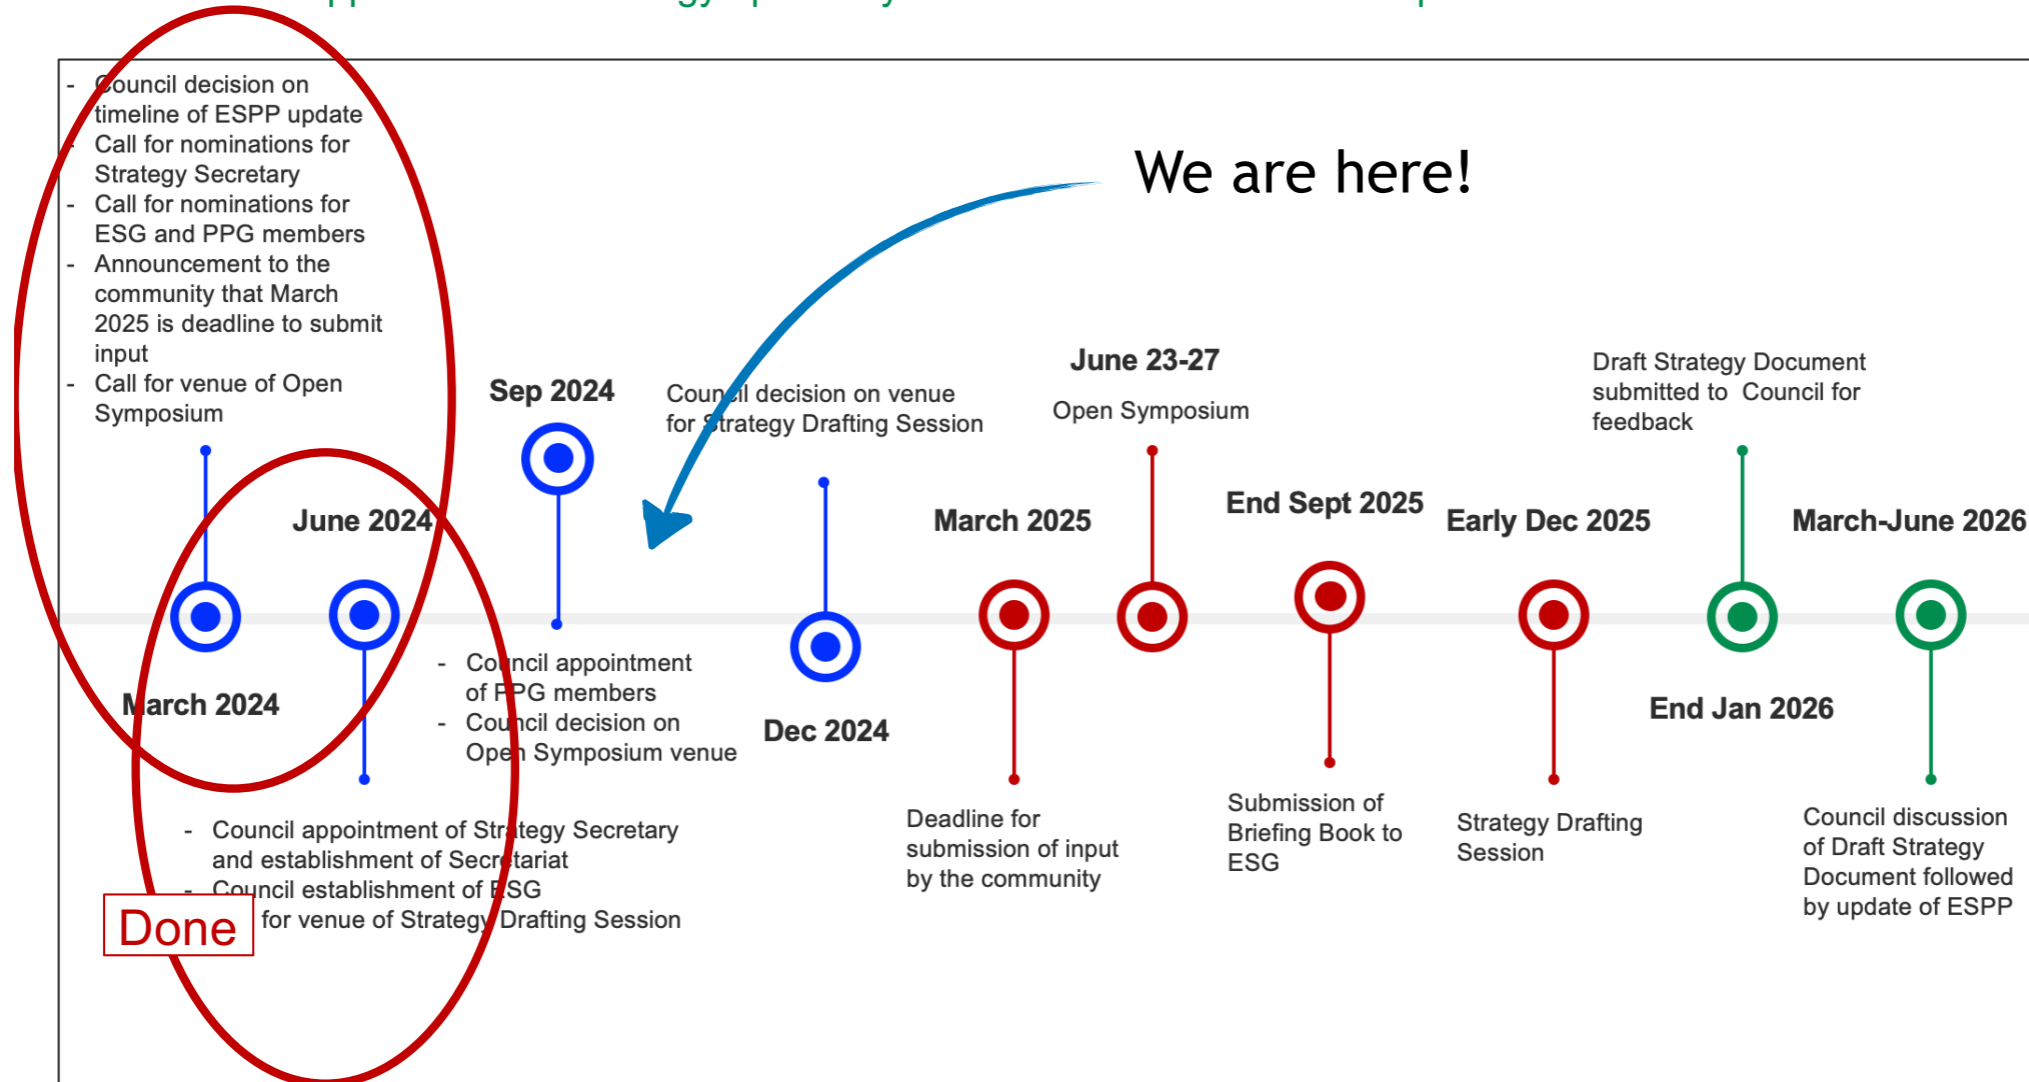 - Council decision on
timeline of ESPP update
Call for nominations for
Strategy Secretary
- Call for nominations for
ESG and PPG members
- Announcement to the
community that March
2025 is deadline to submit
input
- Call for venue of Open
Symposium
We are here!
March 2024
June 2024
- Council appointment of Strategy Secretary
and establishment of Secretariat
- Council establishment of ESG
for venue of Strategy Drafting Session
Done
Sep 2024
- Council appointment
of PPG members
- Council decision on
Open Symposium venue
Council decision on venue
for Strategy Drafting Session
Dec 2024
March 2025
Deadline for
submission of input
by the community
June 23-27
Open Symposium
End Sept 2025
Submission of
Briefing Book to
ESG
Early Dec 2025
Strategy Drafting
Session
Draft Strategy Document
submitted to Council for
feedback
End Jan 2026
March-June 2026
Council discussion
of Draft Strategy
Document followed
by update of ESPP